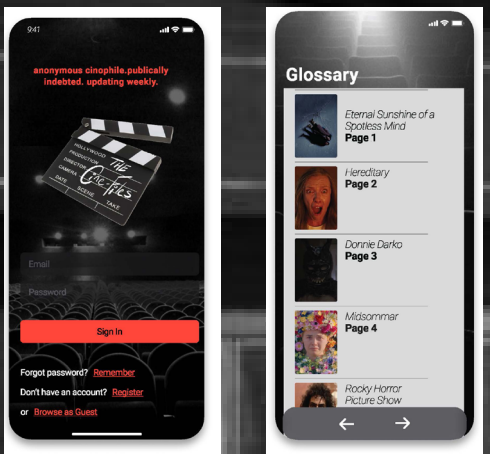 9:41
anonymous cinophile.publically
indebted. updating weekly.
HOLLYWOOD
THE
PRODUCTION
DIRECTOR
Cine-Files
CAMERA
DATE
SCENE
TAKE
Email
Password
Sign In
Forgot password? Remember
Don't have an account? Register
or Browse as Guest
Glossary
Eternal Sunshine of a
Spotless Mind
Page 1
Hereditary
Page 2
Donnie Darko
Page 3
Midsommar
Page 4
Rocky Horror
Picture Show